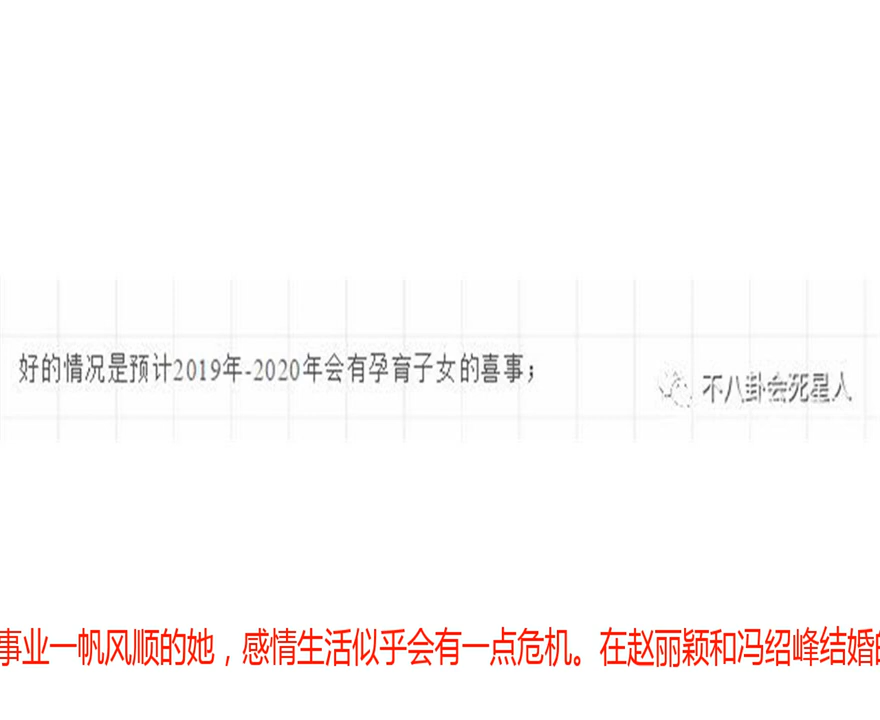 好的情况是预计2019年-2020年会有孕育子女的喜事；
不八卦会死星人
事业一帆风顺的她，感情生活似乎会有一点危机。在赵丽颖和冯绍峰结婚的